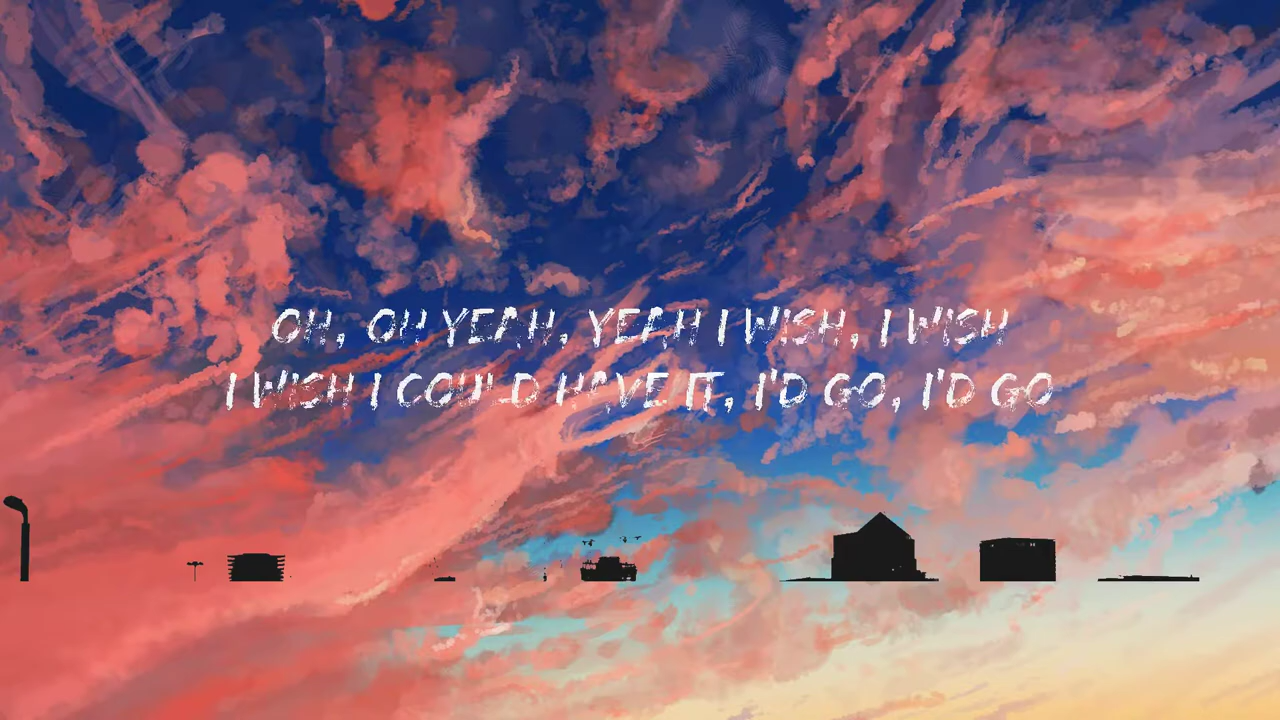 OH, OH YEAH, YEAH I WISH, I WISH
I WISH I COULD HAVE IT, I'D GO, I'D GO